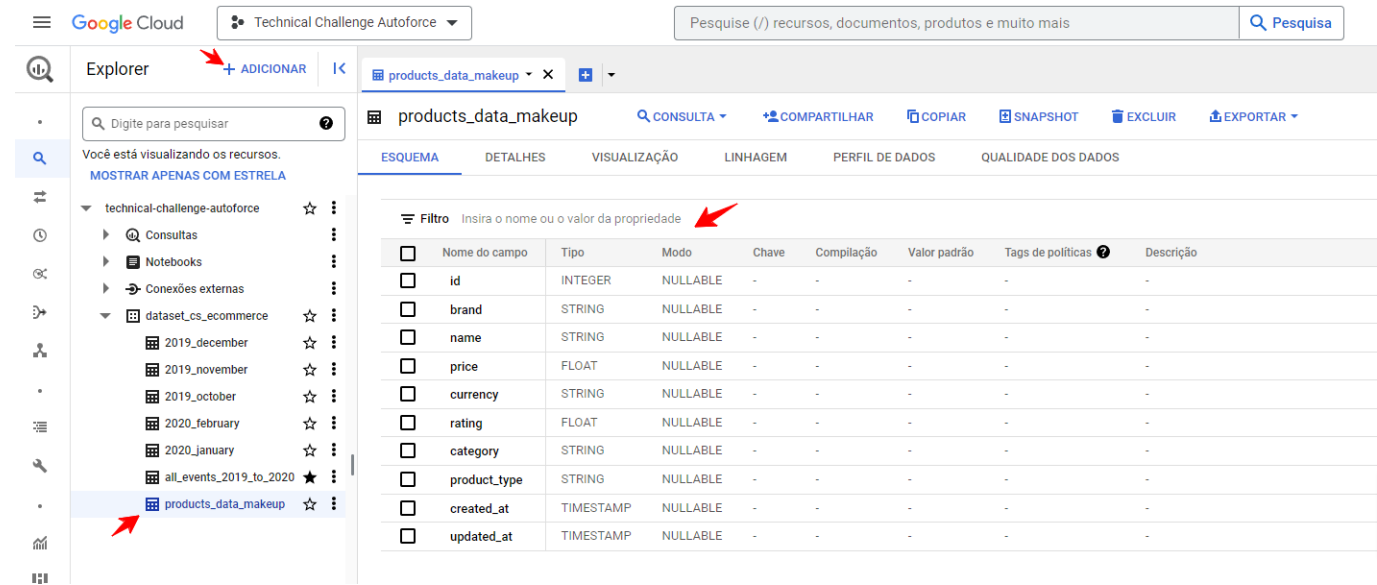 Google Cloud
Technical Challenge Autoforce
Pesquise (/) recursos, documentos, produtos e muito mais
Pesquisa
Explorer
+ ADICIONAR
Digite para pesquisar
?
Você está visualizando os recursos.
MOSTRAR APENAS COM ESTRELA
technical-challenge-autoforce
Consultas
Notebooks
Conexões externas
dataset_cs_ecommerce
2019_december
2019_november
2019_october
2020_february
2020_january
all_events_2019_to_2020
products_data_makeup
products_data_makeup
products_data_makeup
CONSULTA
COMPARTILHAR
COPIAR
SNAPSHOT
EXCLUIR
EXPORTAR
ESQUEMA DETALHES VISUALIZAÇÃO LINHAGEM PERFIL DE DADOS QUALIDADE DOS DADOS
Filtro Insira o nome ou o valor da propriedade
Nome do campo Tipo Modo Chave Compilação Valor padrão Tags de políticas ? Descrição
id INTEGER NULLABLE - - - - -
brand STRING NULLABLE - - - - -
name STRING NULLABLE - - - - -
price FLOAT NULLABLE - - - - -
currency STRING NULLABLE - - - - -
rating FLOAT NULLABLE - - - - -
category STRING NULLABLE - - - - -
product_type STRING NULLABLE - - - - -
created_at TIMESTAMP NULLABLE - - - - -
updated_at TIMESTAMP NULLABLE - - - - -